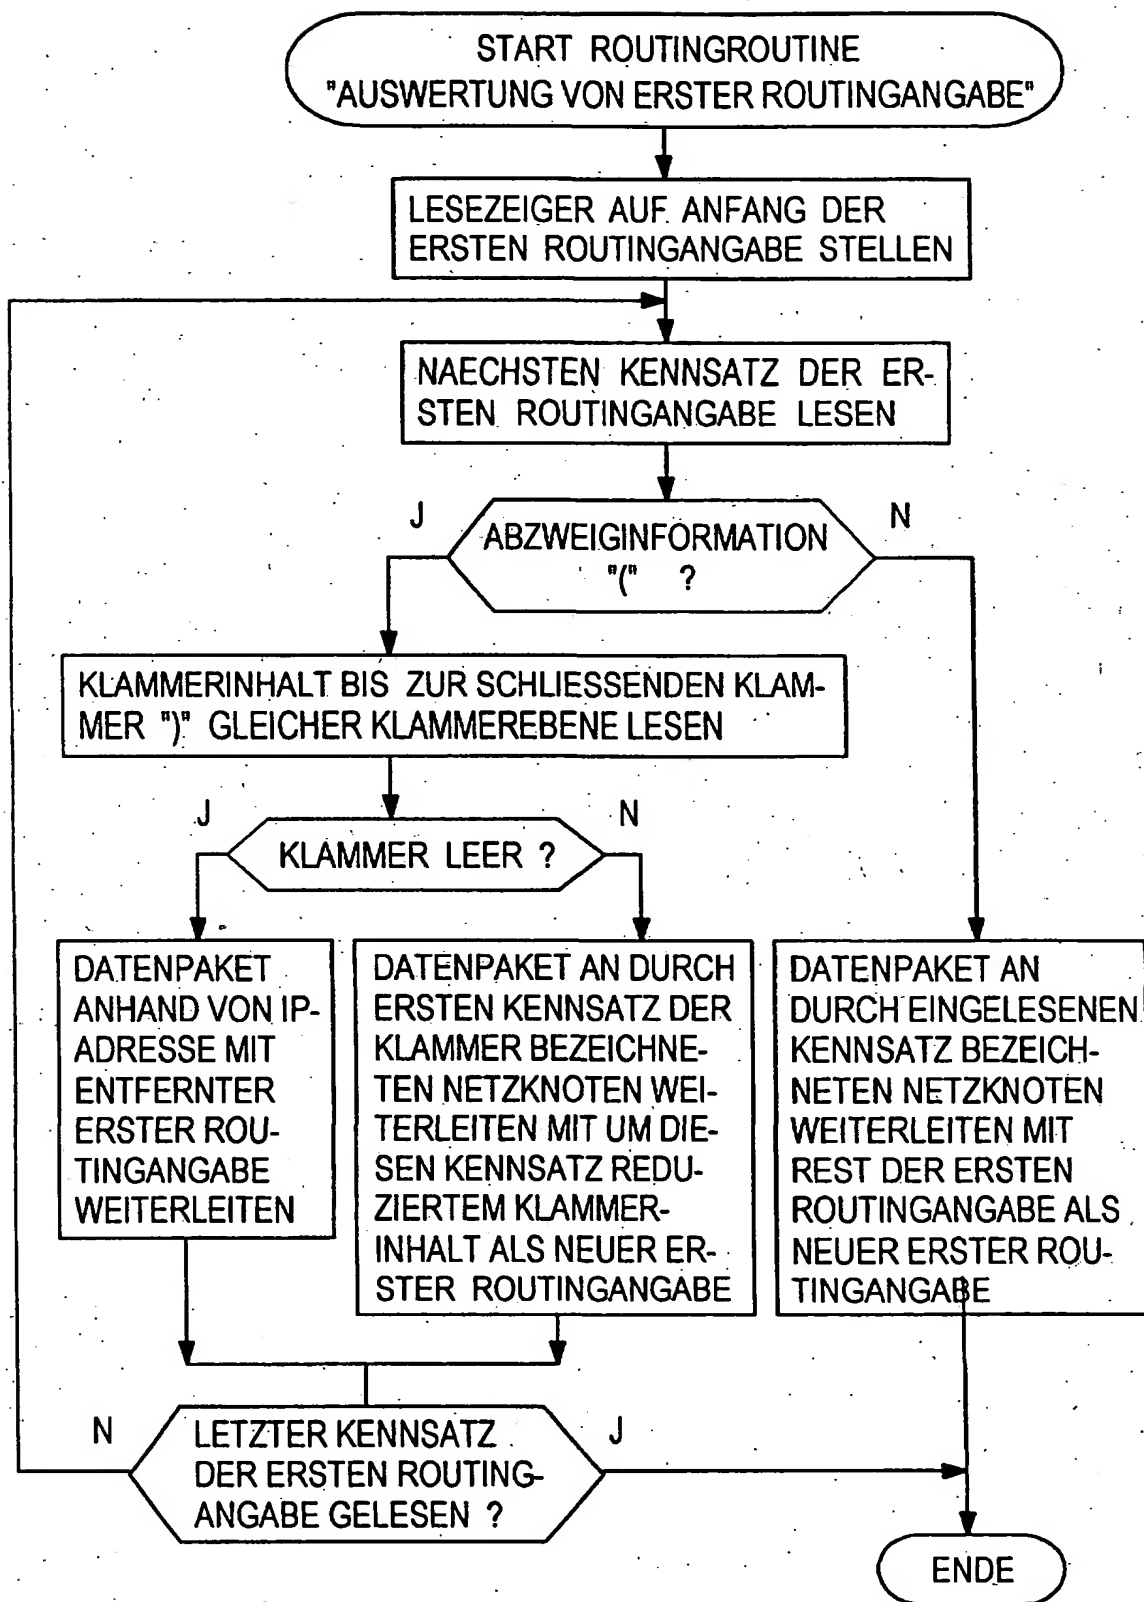 START ROUTINGROUTINE
"AUSWERTUNG VON ERSTER ROUTINGANGABE"
LESEZEIGER AUF ANFANG DER
ERSTEN ROUTINGANGABE STELLEN
NAECHSTEN KENNSATZ DER ER-
STEN ROUTINGANGABE LESEN
J
N
ABZWEIGINFORMATION
"(" ?
KLAMMERINHALT BIS ZUR SCHLIESSENDEN KLAM-
MER ")" GLEICHER KLAMMEREBENE LESEN
J
N
KLAMMER LEER ?
DATENPAKET
ANHAND VON IP-
ADRESSE MIT
ENTFERNTER
ERSTER ROU-
TINGANGABE
WEITERLEITEN
DATENPAKET AN DURCH
ERSTEN KENNSATZ DER
KLAMMER BEZEICHNE-
TEN NETZKNOTEN WEI-
TERLEITEN MIT UM DIE-
SEN KENNSATZ REDU-
ZIERTEM KLAMMER-
INHALT ALS NEUER ER-
STER ROUTINGANGABE
DATENPAKET AN
DURCH EINGELESENEN
KENNSATZ BEZEICH-
NETEN NETZKNOTEN
WEITERLEITEN MIT
REST DER ERSTEN
ROUTINGANGABE ALS
NEUER ERSTER ROU-
TINGANGABE
N
J
LETZTER KENNSATZ
DER ERSTEN ROUTING-
ANGABE GELESEN ?
ENDE